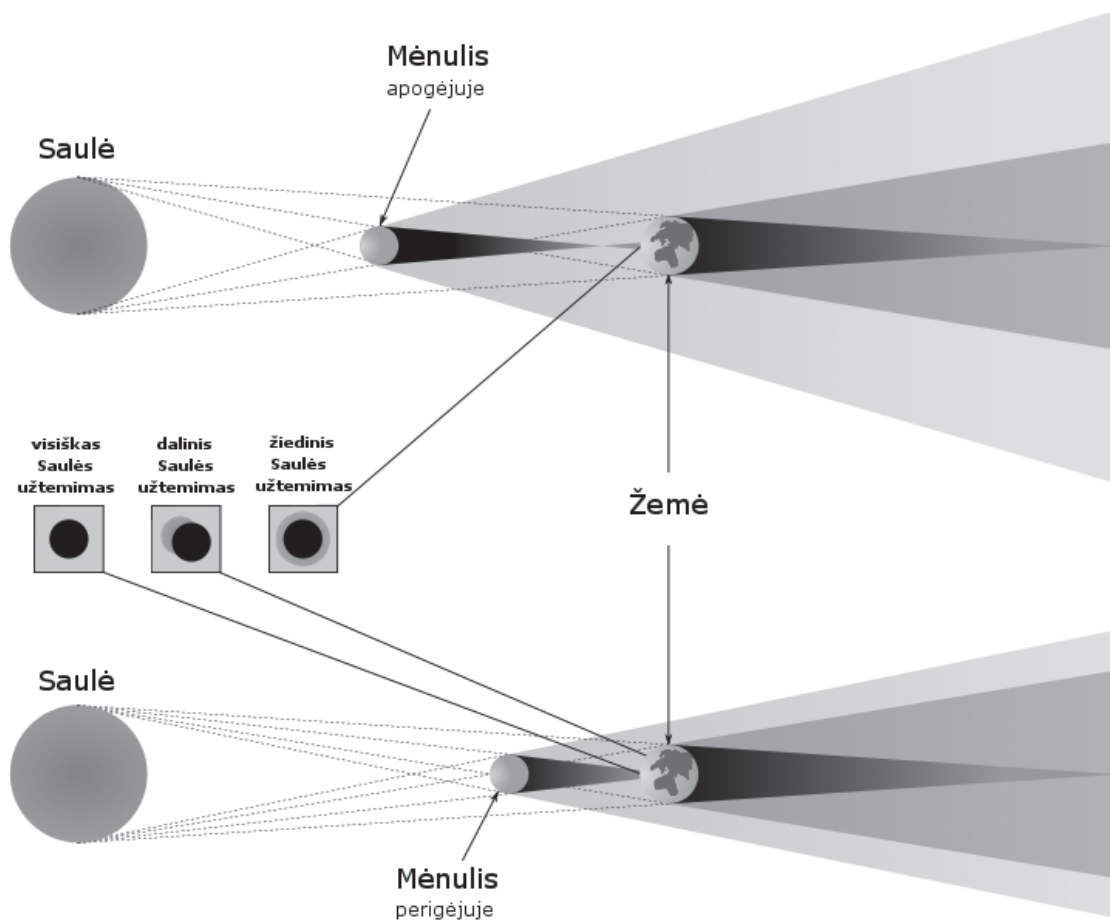 Mėnulis
apogėjuje
Saulė
visiškas
Saulės
užtemimas
dalinis
Saulės
užtemimas
žiedinis
Saulės
užtemimas
Žemė
Saulė
Mėnulis
perigėjuje